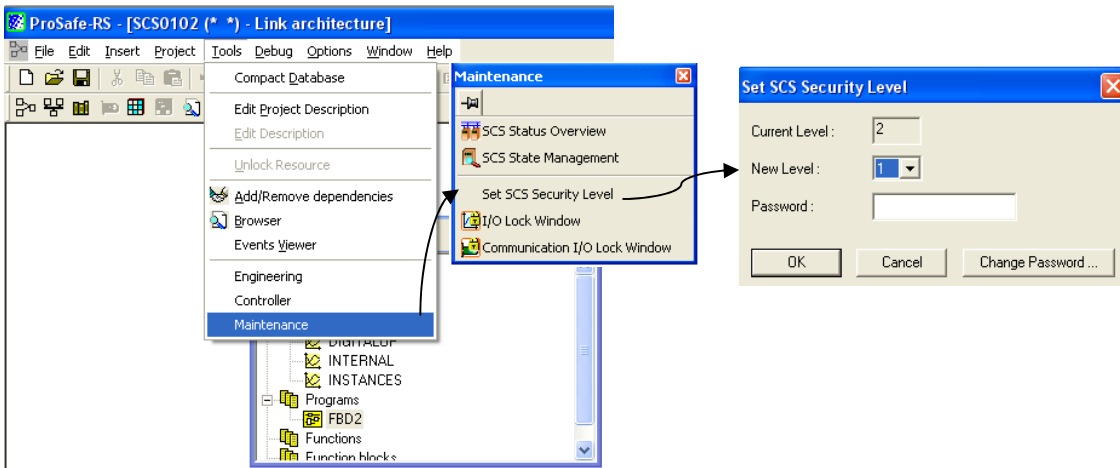 ProSafe-RS - [SCS0102 (* *) - Link architecture]
File Edit Insert Project Tools Debug Options Window Help
Compact Database
Edit Project Description
Edit Description
Unlock Resource
Add/Remove dependencies
Browser
Events Viewer
Engineering
Controller
Maintenance
Maintenance
SCS Status Overview
SCS State Management
Set SCS Security Level
I/O Lock Window
Communication I/O Lock Window
Set SCS Security Level
Current Level : 2
New Level : 1
Password :
OK Cancel Change Password ...
INTERNAL
INSTANCES
Programs
FBD2
Functions
Function blocks